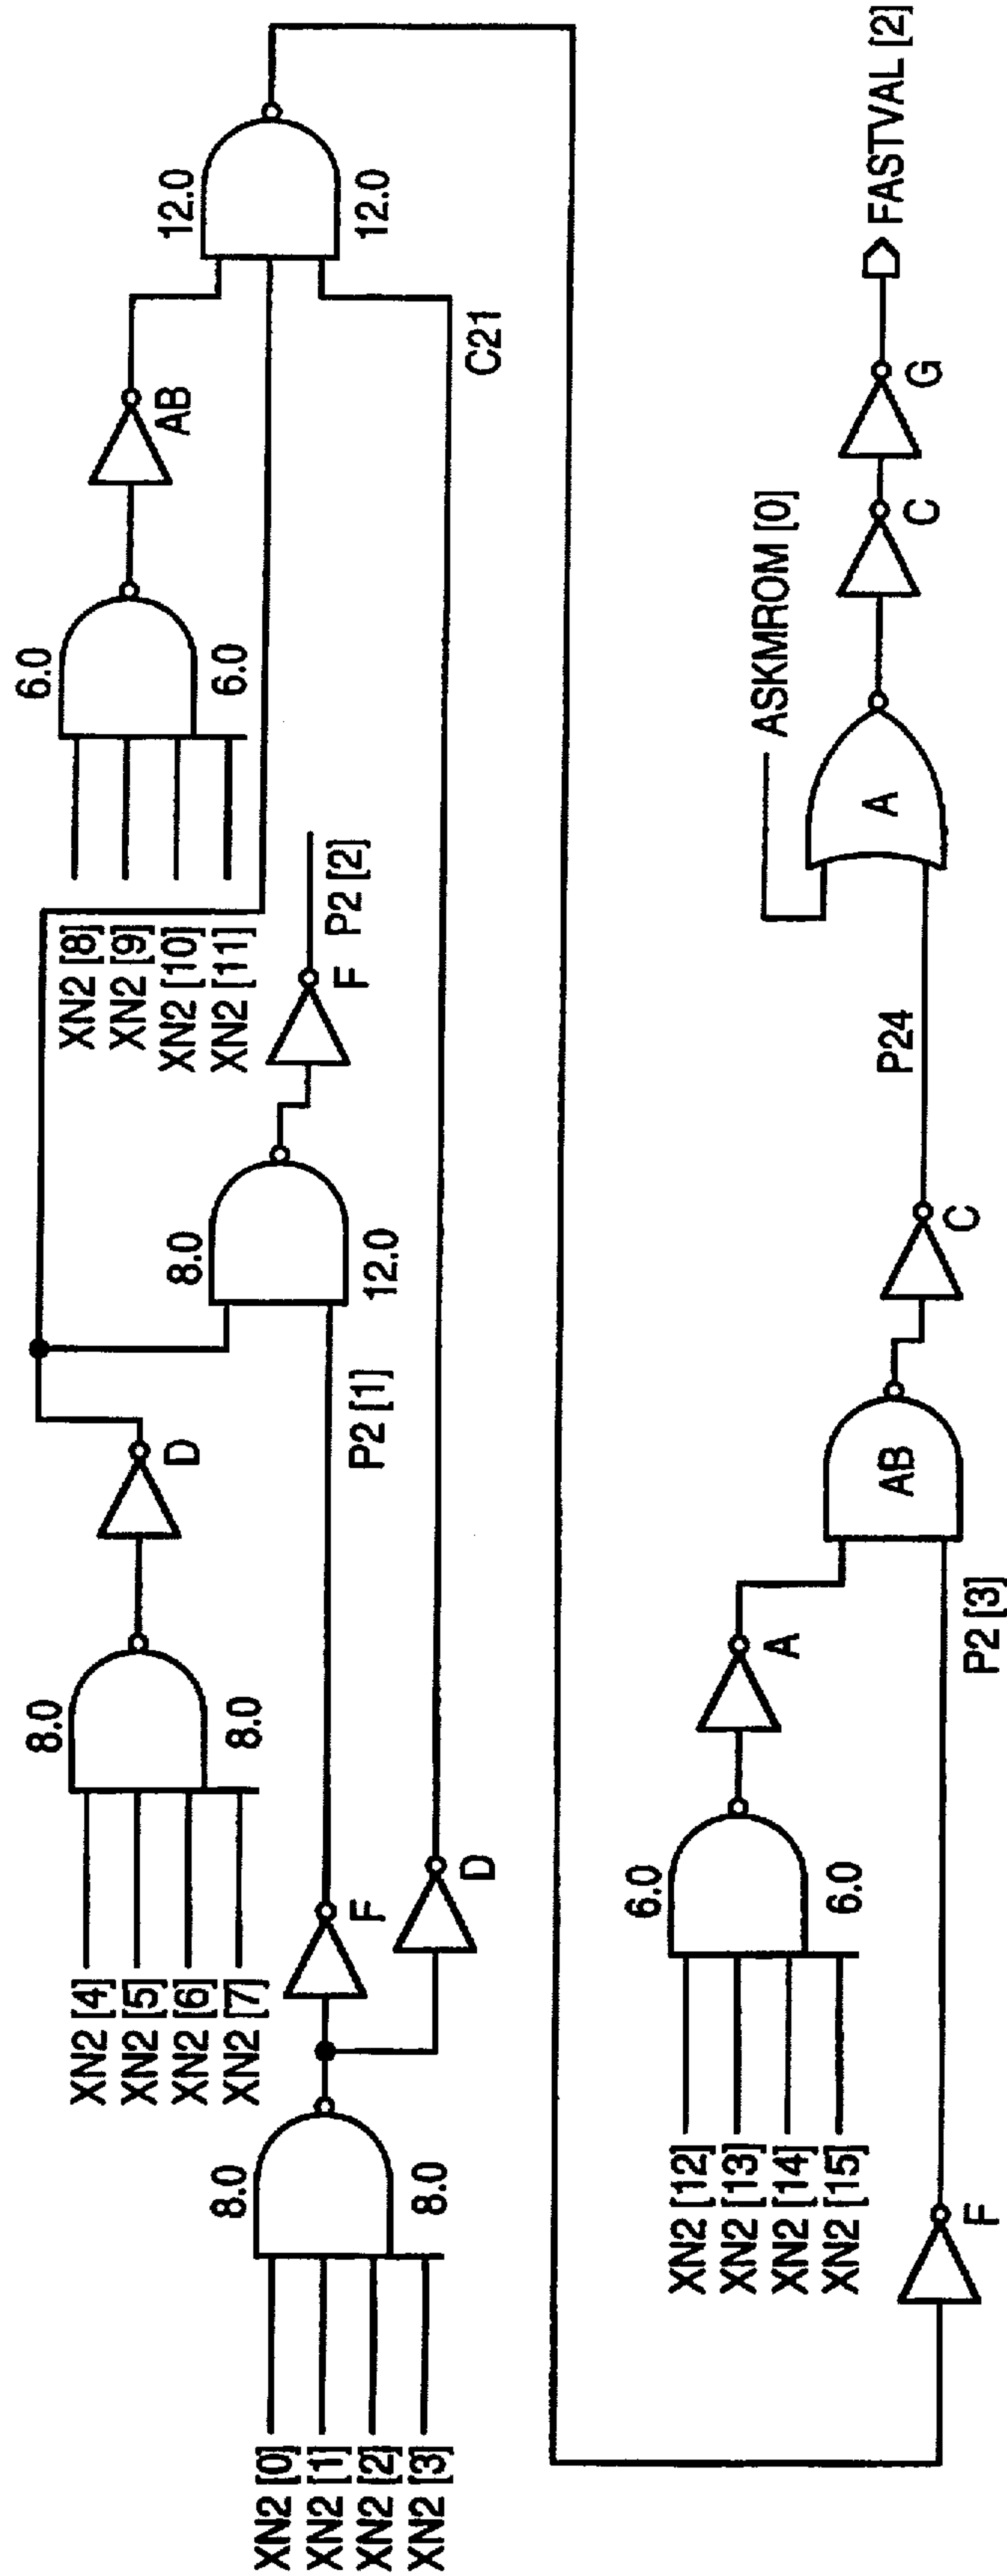 XN2 [0]
XN2 [1]
XN2 [2]
XN2 [3]
8.0
8.0
F
D
XN2 [4]
XN2 [5]
XN2 [6]
XN2 [7]
8.0
8.0
D
P2 [1]
8.0
12.0
F
P2 [2]
XN2 [8]
XN2 [9]
XN2 [10]
XN2 [11]
6.0
6.0
AB
C21
12.0
12.0
F
XN2 [12]
XN2 [13]
XN2 [14]
XN2 [15]
6.0
6.0
A
P2 [3]
AB
C
P24
A
ASKMROM [0]
C
G
FASTVAL [2]